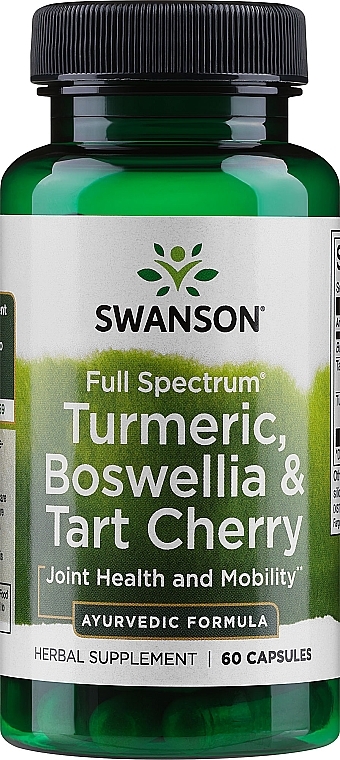 SWANSON®
Full Spectrum®
Turmeric,
Boswellia &
Tart Cherry
Joint Health and Mobility**
AYURVEDIC FORMULA
HERBAL SUPPLEMENT | 60 CAPSULES